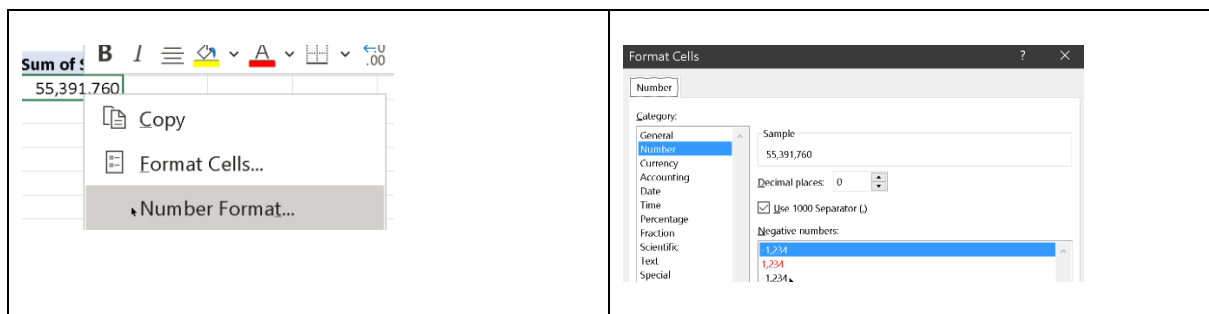 B I A
.00
Sum of S
55,391,760
Copy
Format Cells...
Number Format...
Format Cells ? ×
Number
Category:
General
Number
Currency
Accounting
Date
Time
Percentage
Fraction
Scientific
Text
Special
Sample
55,391,760
Decimal places: 0
Use 1000 Separator (,)
Negative numbers:
-1,234
1,234
-1,234